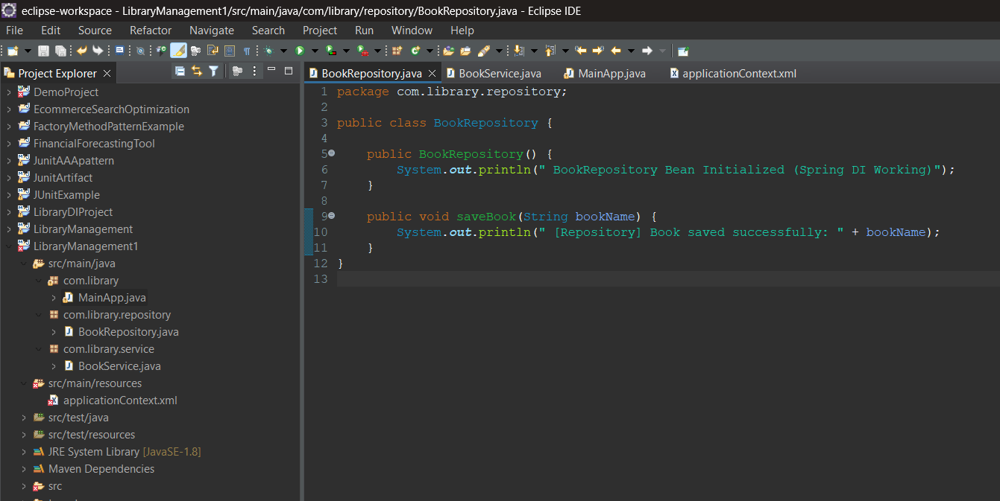 eclipse-workspace - LibraryManagement1/src/main/java/com/library/repository/BookRepository.java - Eclipse IDE
File Edit Source Refactor Navigate Search Project Run Window Help
Project Explorer
DemoProject
EcommerceSearchOptimization
FactoryMethodPatternExample
FinancialForecastingTool
JunitAAApattern
JunitArtifact
JUnitExample
LibraryDIProject
LibraryManagement
LibraryManagement1
src/main/java
com.library
MainApp.java
com.library.repository
BookRepository.java
com.library.service
BookService.java
src/main/resources
applicationContext.xml
src/test/java
src/test/resources
JRE System Library [JavaSE-1.8]
Maven Dependencies
src
BookRepository.java BookService.java MainApp.java applicationContext.xml
1 package com.library.repository;
2
3 public class BookRepository {
4
5 public BookRepository() {
6 System.out.println(" BookRepository Bean Initialized (Spring DI Working)");
7 }
8
9 public void saveBook(String bookName) {
10 System.out.println(" [Repository] Book saved successfully: " + bookName);
11 }
12 }
13